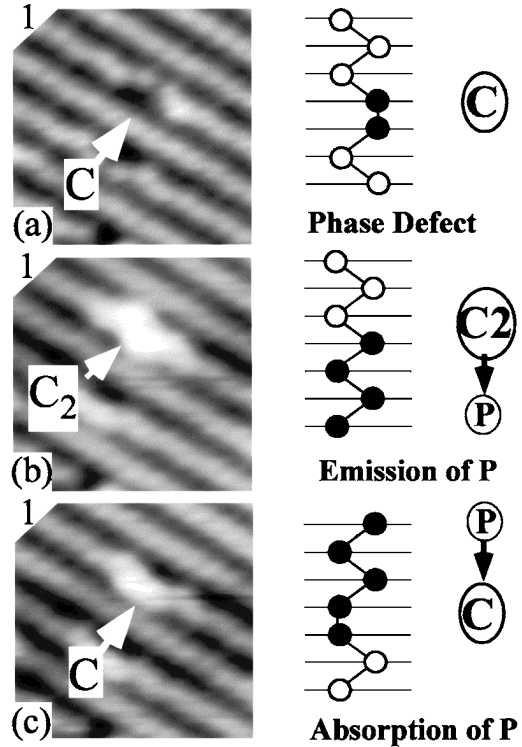 1
C
(a)
C
Phase Defect
1
C2
(b)
C2
P
Emission of P
1
C
(c)
P
C
Absorption of P